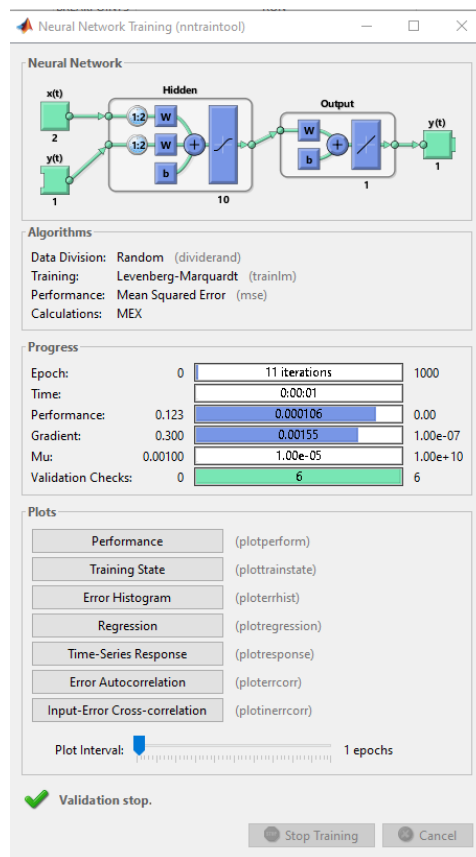 Neural Network Training (nntraintool)
Neural Network
Hidden
Output
x(t)
y(t)
y(t)
1:2 W
1:2 W
b
W
b
2
1
10
1
1
Algorithms
Data Division: Random (dividerand)
Training: Levenberg-Marquardt (trainlm)
Performance: Mean Squared Error (mse)
Calculations: MEX
Progress
Epoch: 0 11 iterations 1000
Time: 0:00:01
Performance: 0.123 0.000106 0.00
Gradient: 0.300 0.00155 1.00e-07
Mu: 0.00100 1.00e-05 1.00e+10
Validation Checks: 0 6 6
Plots
Performance (plotperform)
Training State (plottrainstate)
Error Histogram (ploterrhist)
Regression (plotregression)
Time-Series Response (plotresponse)
Error Autocorrelation (ploterrcorr)
Input-Error Cross-correlation (plotinerrcorr)
Plot Interval: 1 epochs
Validation stop.
Stop Training Cancel